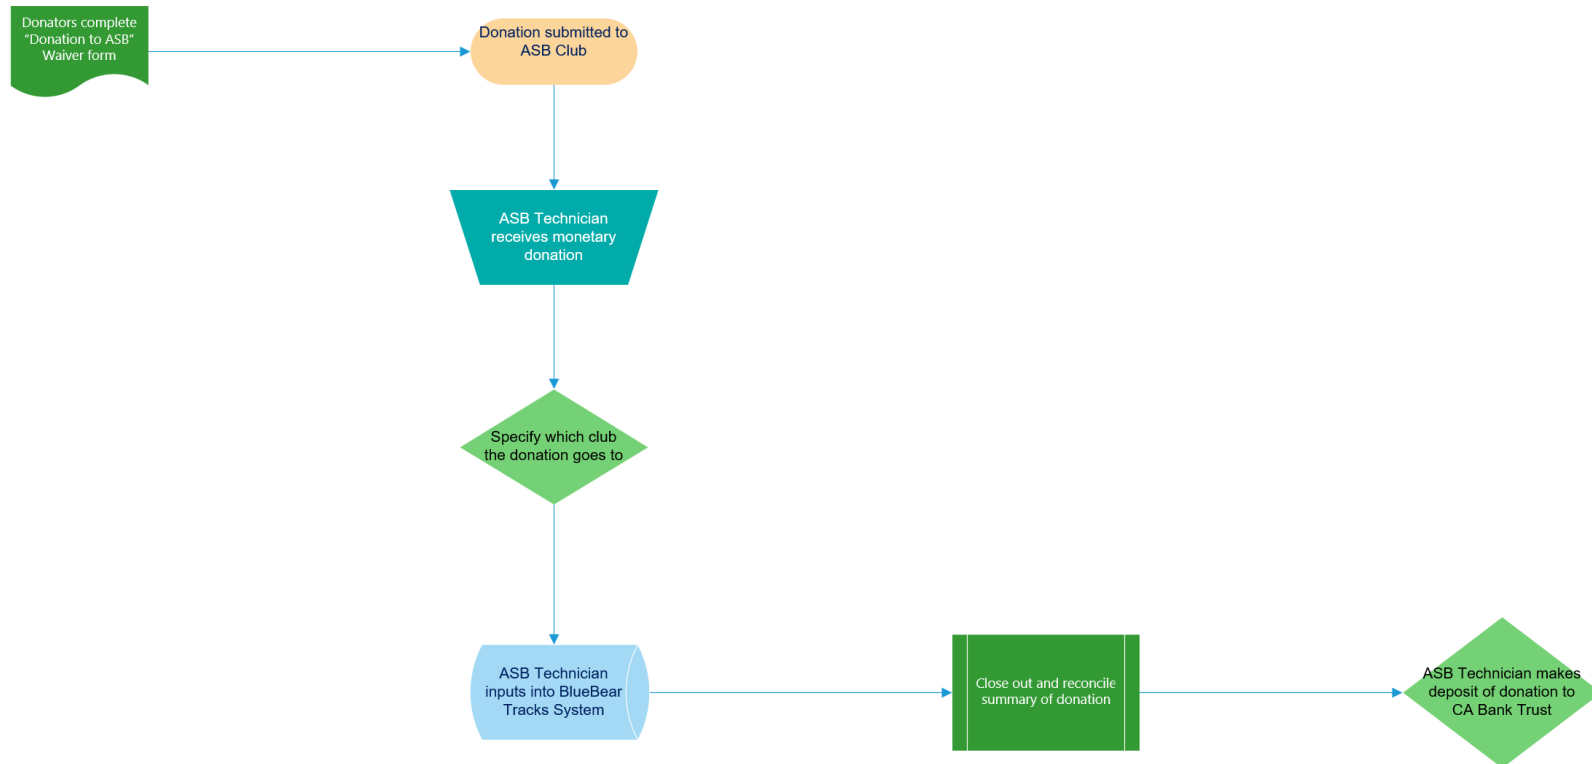 Donators complete
"Donation to ASB"
Waiver form
Donation submitted to
ASB Club
ASB Technician
receives monetary
donation
Specify which club
the donation goes to
ASB Technician
inputs into BlueBear
Tracks System
Close out and reconcile
summary of donation
ASB Technician makes
deposit of donation to
CA Bank Trust